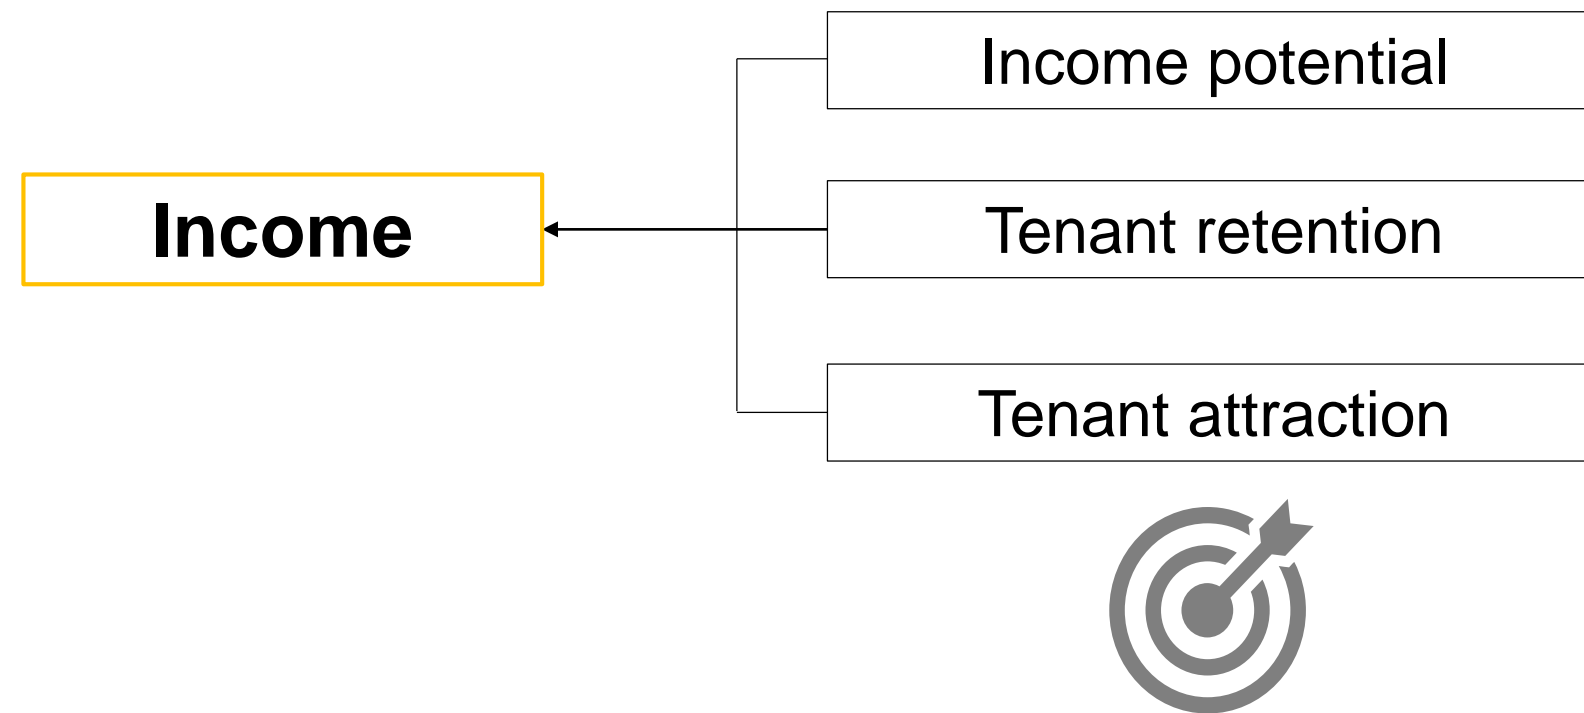 Income potential
Income
Tenant retention
Tenant attraction